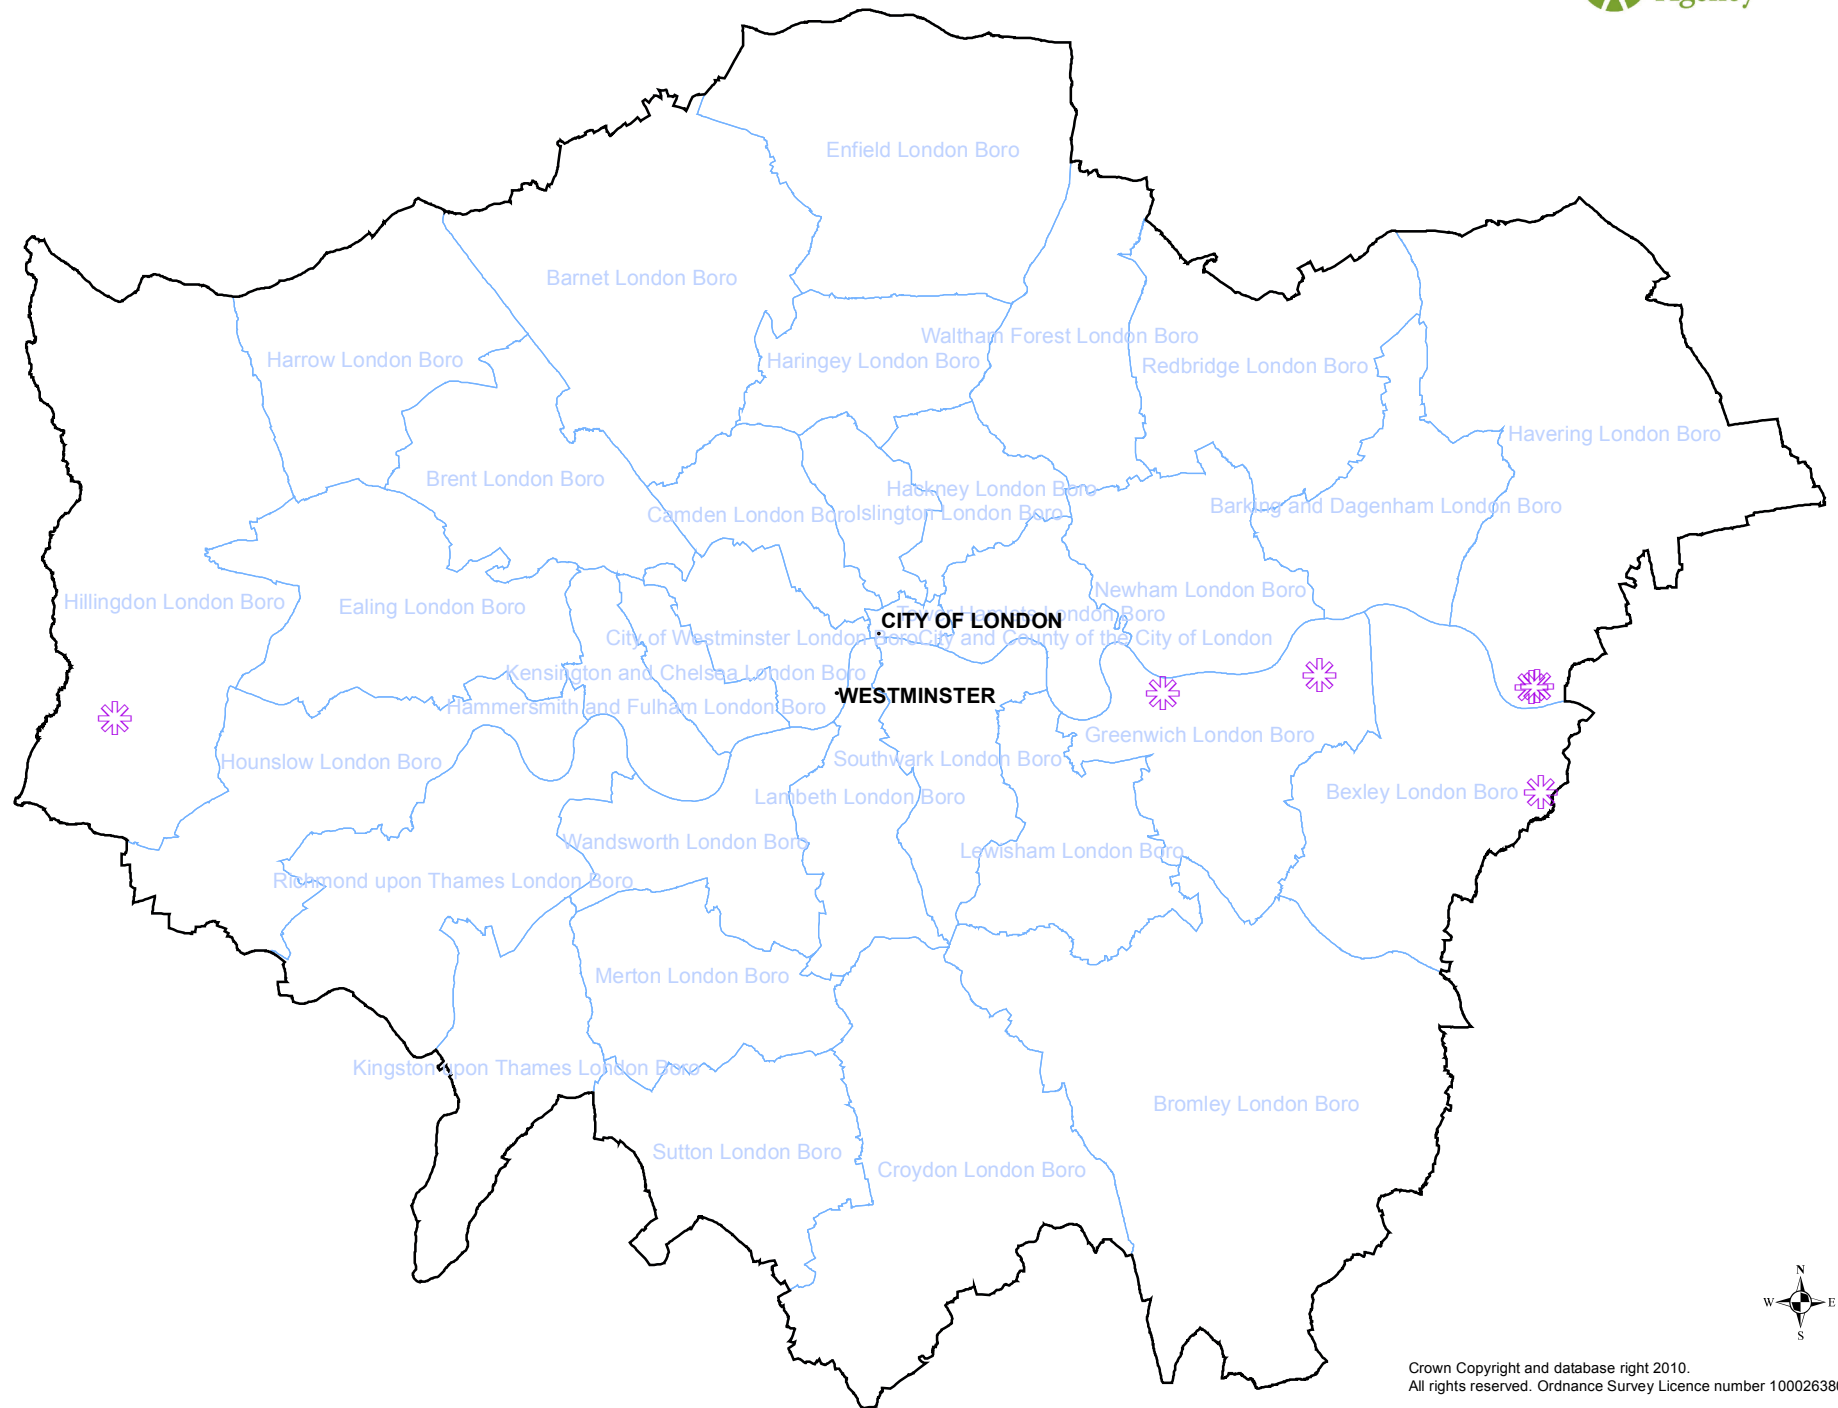 Agency
Enfield London Boro
Barnet London Boro
Waltham Forest London Boro
Harrow London Boro
Haringey London Boro
Redbridge London Boro
Havering London Boro
Brent London Boro
Hackney London Boro
Camden London Boro
Islington London Boro
Barking and Dagenham London Boro
Newham London Boro
Hillingdon London Boro
Ealing London Boro
Tower Hamlets London Boro
CITY OF LONDON
City of Westminster London Boro
City and County of the City of London
Kensington and Chelsea London Boro
WESTMINSTER
Hammersmith and Fulham London Boro
Greenwich London Boro
Hounslow London Boro
Southwark London Boro
Lambeth London Boro
Bexley London Boro
Wandsworth London Boro
Lewisham London Boro
Richmond upon Thames London Boro
Merton London Boro
Kingston upon Thames London Boro
Bromley London Boro
Sutton London Boro
Croydon London Boro
N
W
E
S
Crown Copyright and database right 2010.
All rights reserved. Ordnance Survey Licence number 10002638